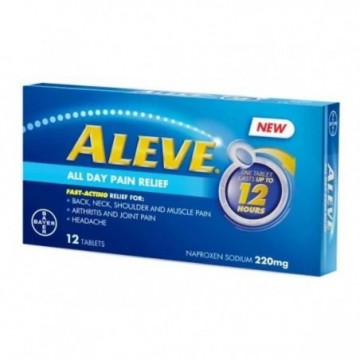 NEW
ALEVE®
ALL DAY PAIN RELIEF
FAST-ACTING RELIEF FOR:
• BACK, NECK, SHOULDER AND MUSCLE PAIN
• ARTHRITIS AND JOINT PAIN
• HEADACHE
ONE TABLET
LASTS UP TO
12
HOURS
BAYER
BAYER
12 TABLETS
NAPROXEN SODIUM 220mg